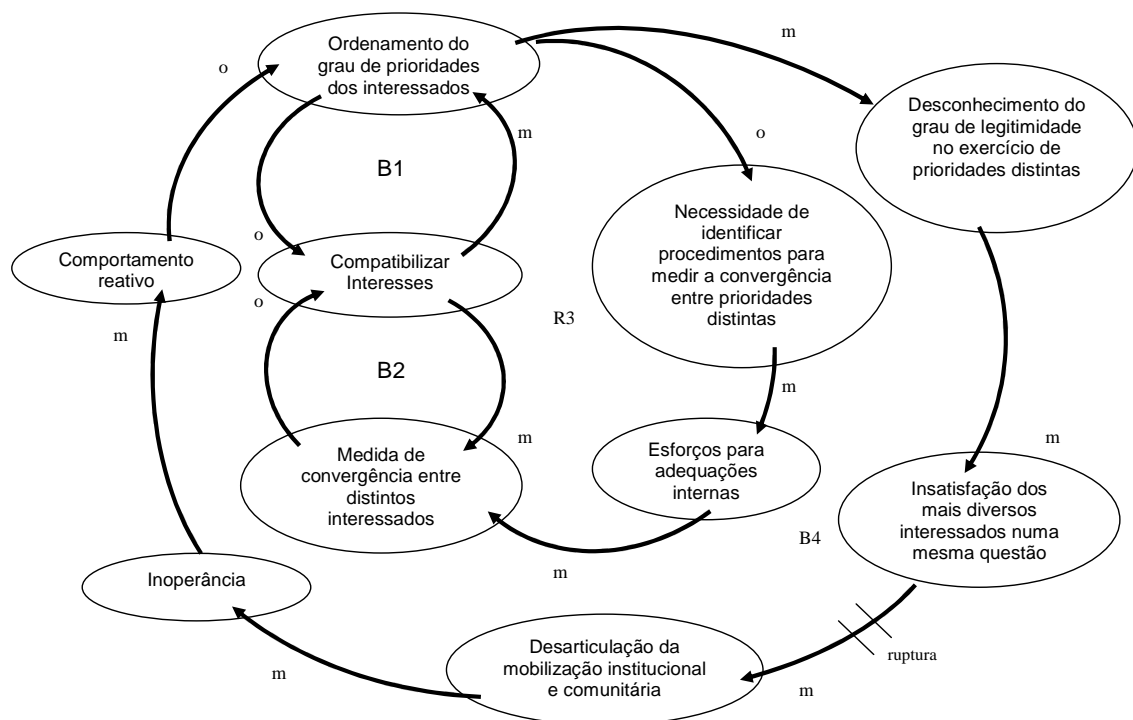 m
Ordenamento do
grau de prioridades
dos interessados
o
Desconhecimento do
grau de legitimidade
no exercício de
prioridades distintas
m
o
B1
Necessidade de
identificar
procedimentos para
medir a convergência
entre prioridades
distintas
o
Comportamento
reativo
Compatibilizar
Interesses
o
R3
m
B2
m
m
Medida de
convergência entre
distintos
interessados
Esforços para
adequações
internas
m
Insatisfação dos
mais diversos
interessados numa
mesma questão
B4
m
Inoperância
Desarticulação da
mobilização institucional
e comunitária
ruptura
m
m